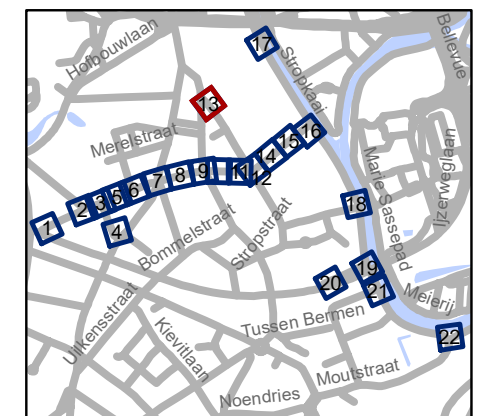 Hofbouwlaan
17
Stropkaai
Bellevue
13
Merelstraat
16
15
14
Marie Sassepad
Ijzerweglaan
1
2
3
5
6
7
8
9
11
12
4
Bommelstraat
Stropstraat
18
19
20
21
Meierij
Uilkensstraat
Kievitlaan
Tussen Bermen
22
Moutstraat
Noendries